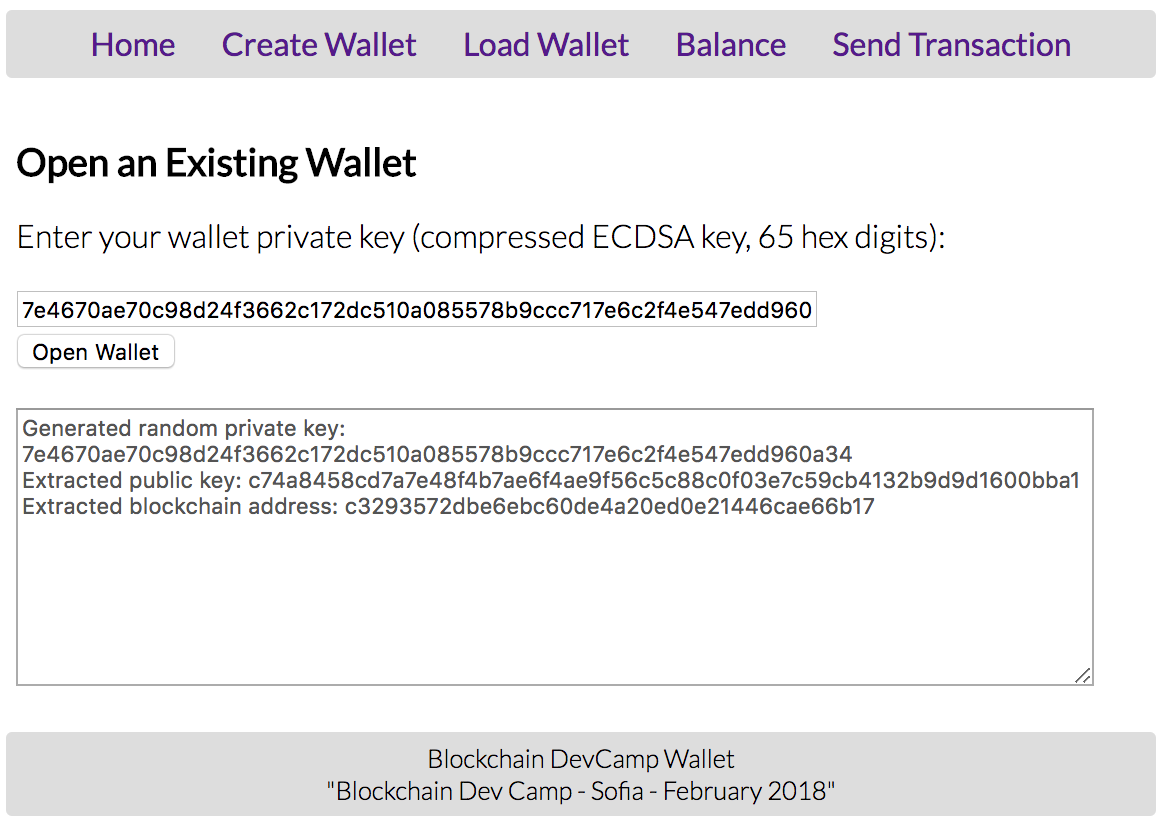 Home Create Wallet Load Wallet Balance Send Transaction
Open an Existing Wallet
Enter your wallet private key (compressed ECDSA key, 65 hex digits):
7e4670ae70c98d24f3662c172dc510a085578b9ccc717e6c2f4e547edd960
Open Wallet
Generated random private key:
7e4670ae70c98d24f3662c172dc510a085578b9ccc717e6c2f4e547edd960a34
Extracted public key: c74a8458cd7a7e48f4b7ae6f4ae9f56c5c88c0f03e7c59cb4132b9d9d1600bba1
Extracted blockchain address: c3293572dbe6ebc60de4a20ed0e21446cae66b17
Blockchain DevCamp Wallet
"Blockchain Dev Camp - Sofia - February 2018"